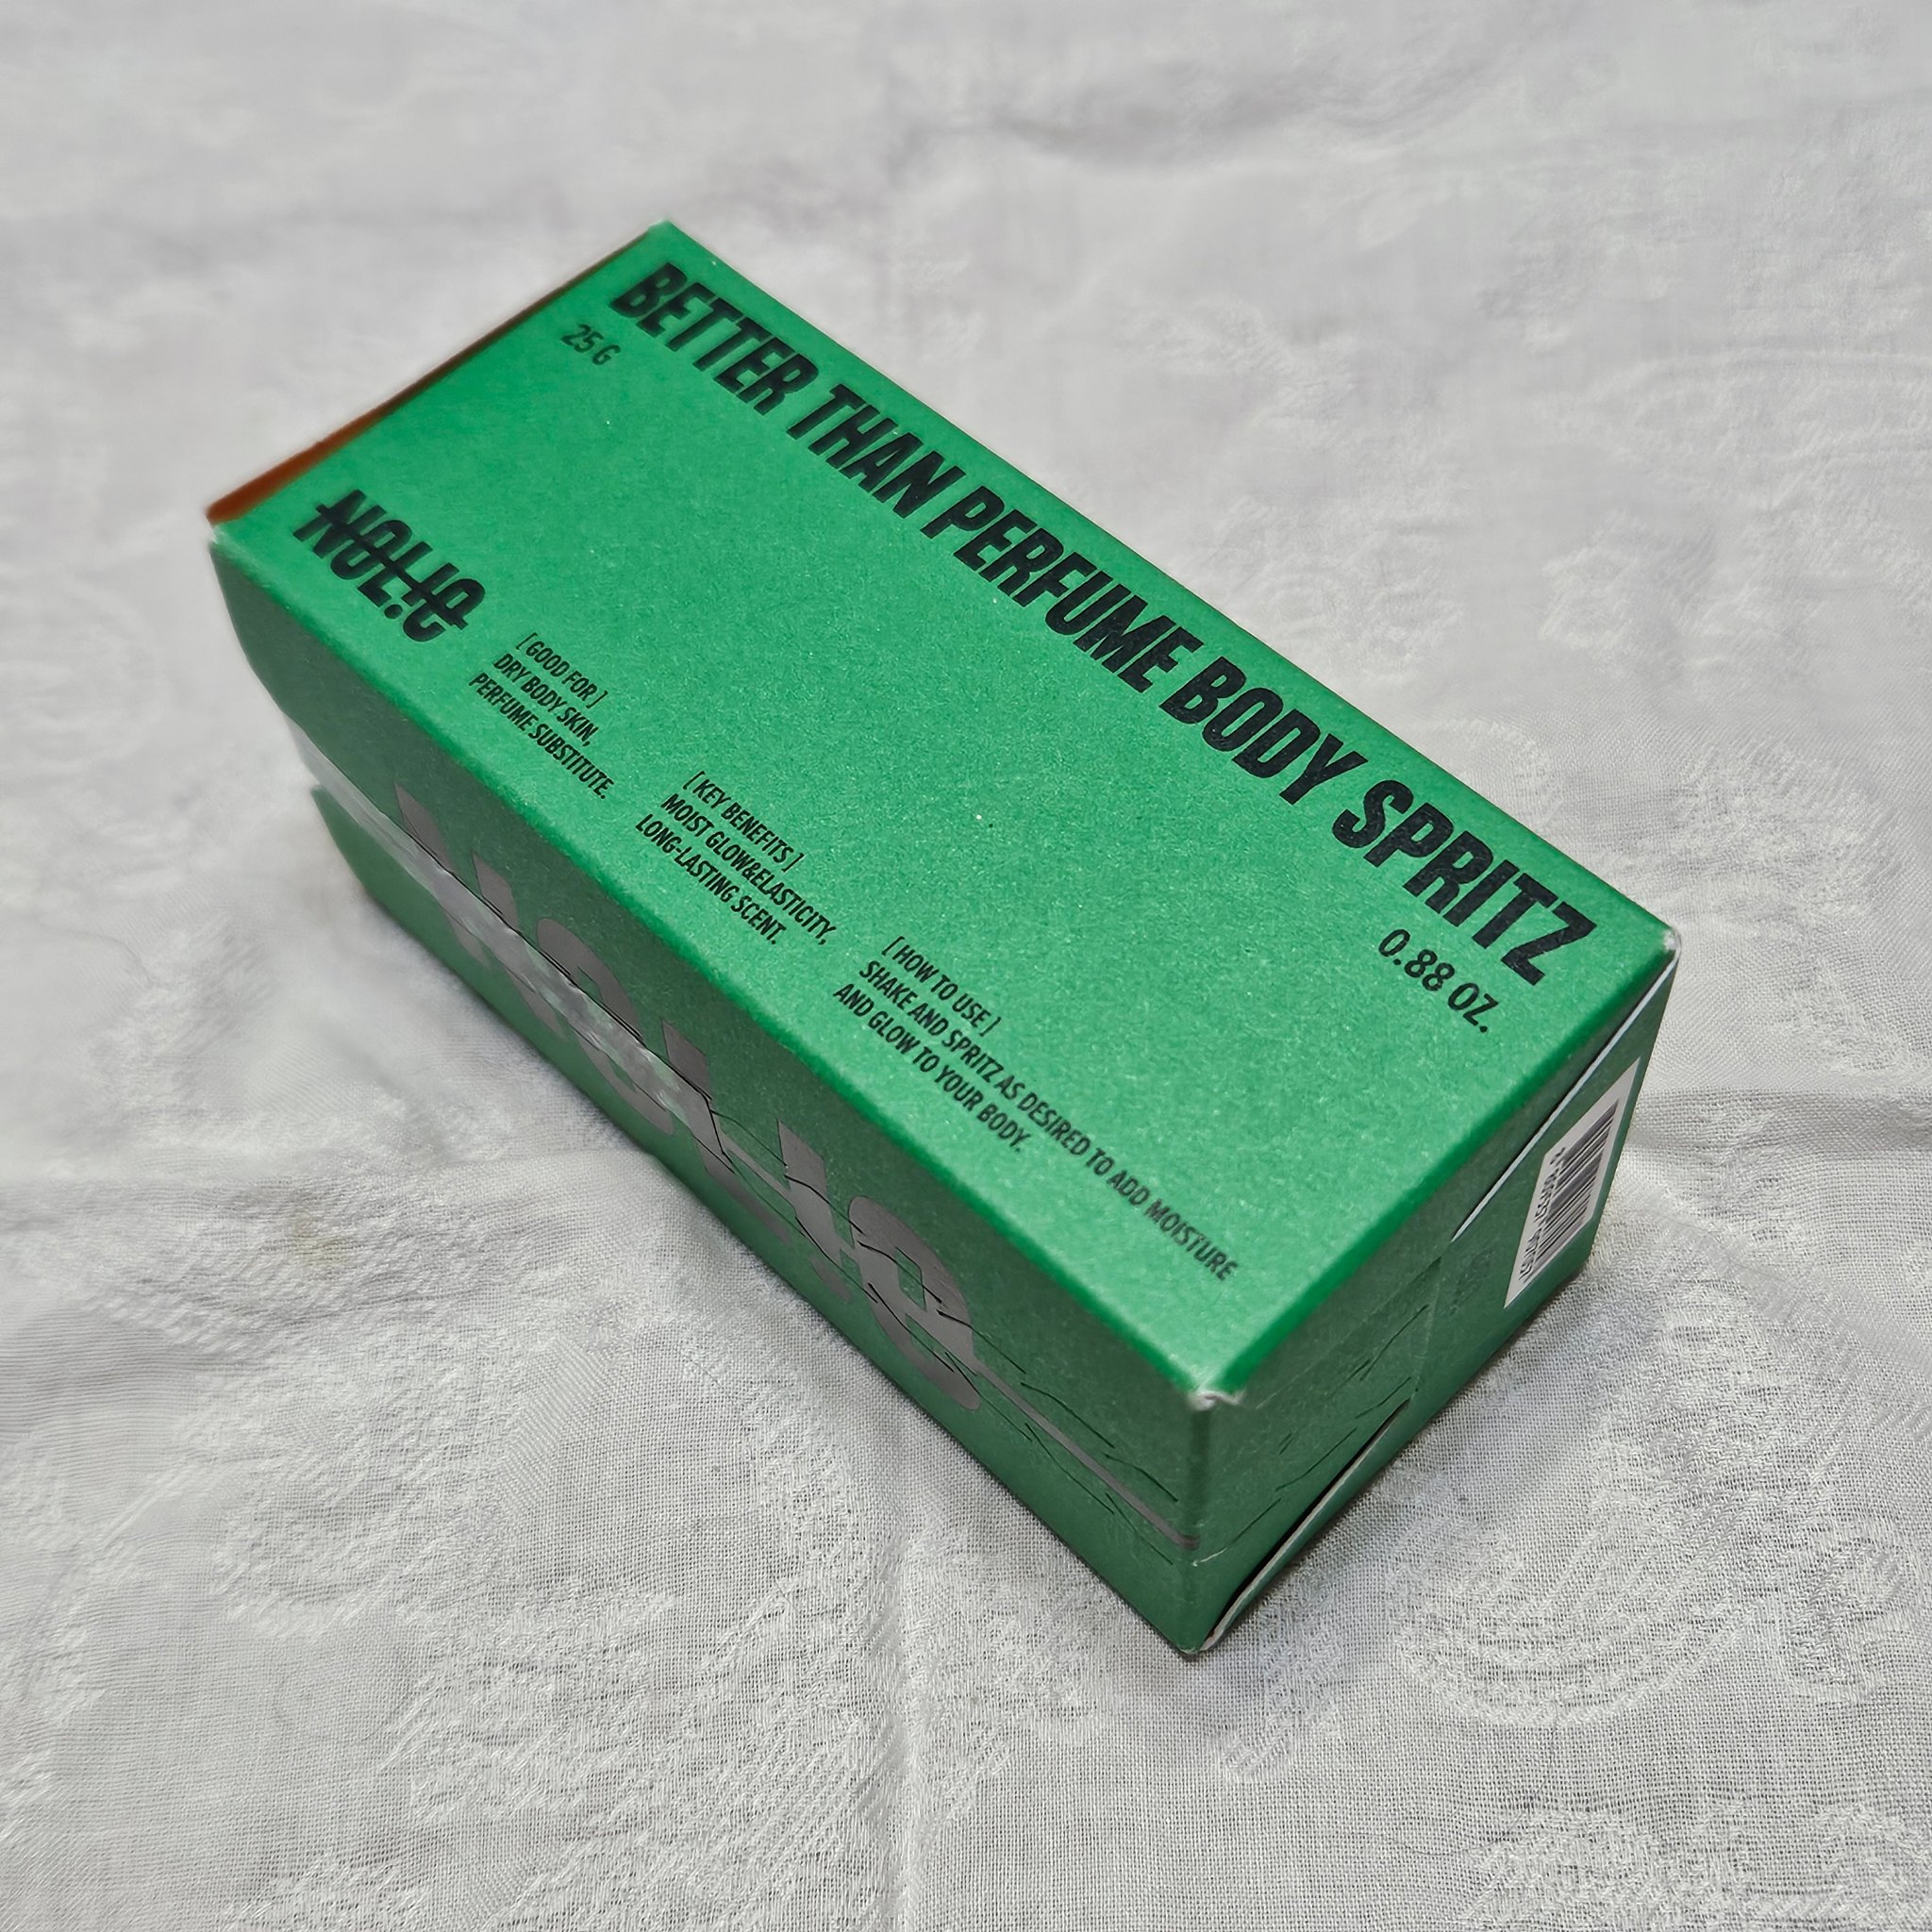 BETTER THAN PERFUME BODY SPRITZ
25 G
0.88 OZ.
NOLIE
[ GOOD FOR ]
DRY BODY SKIN,
PERFUME SUBSTITUTE.
[ KEY BENEFITS ]
MOIST GLOW&ELASTICITY,
LONG-LASTING SCENT.
[ HOW TO USE ]
SHAKE AND SPRITZ AS DESIRED TO ADD MOISTURE
AND GLOW TO YOUR BODY.
NOLIE